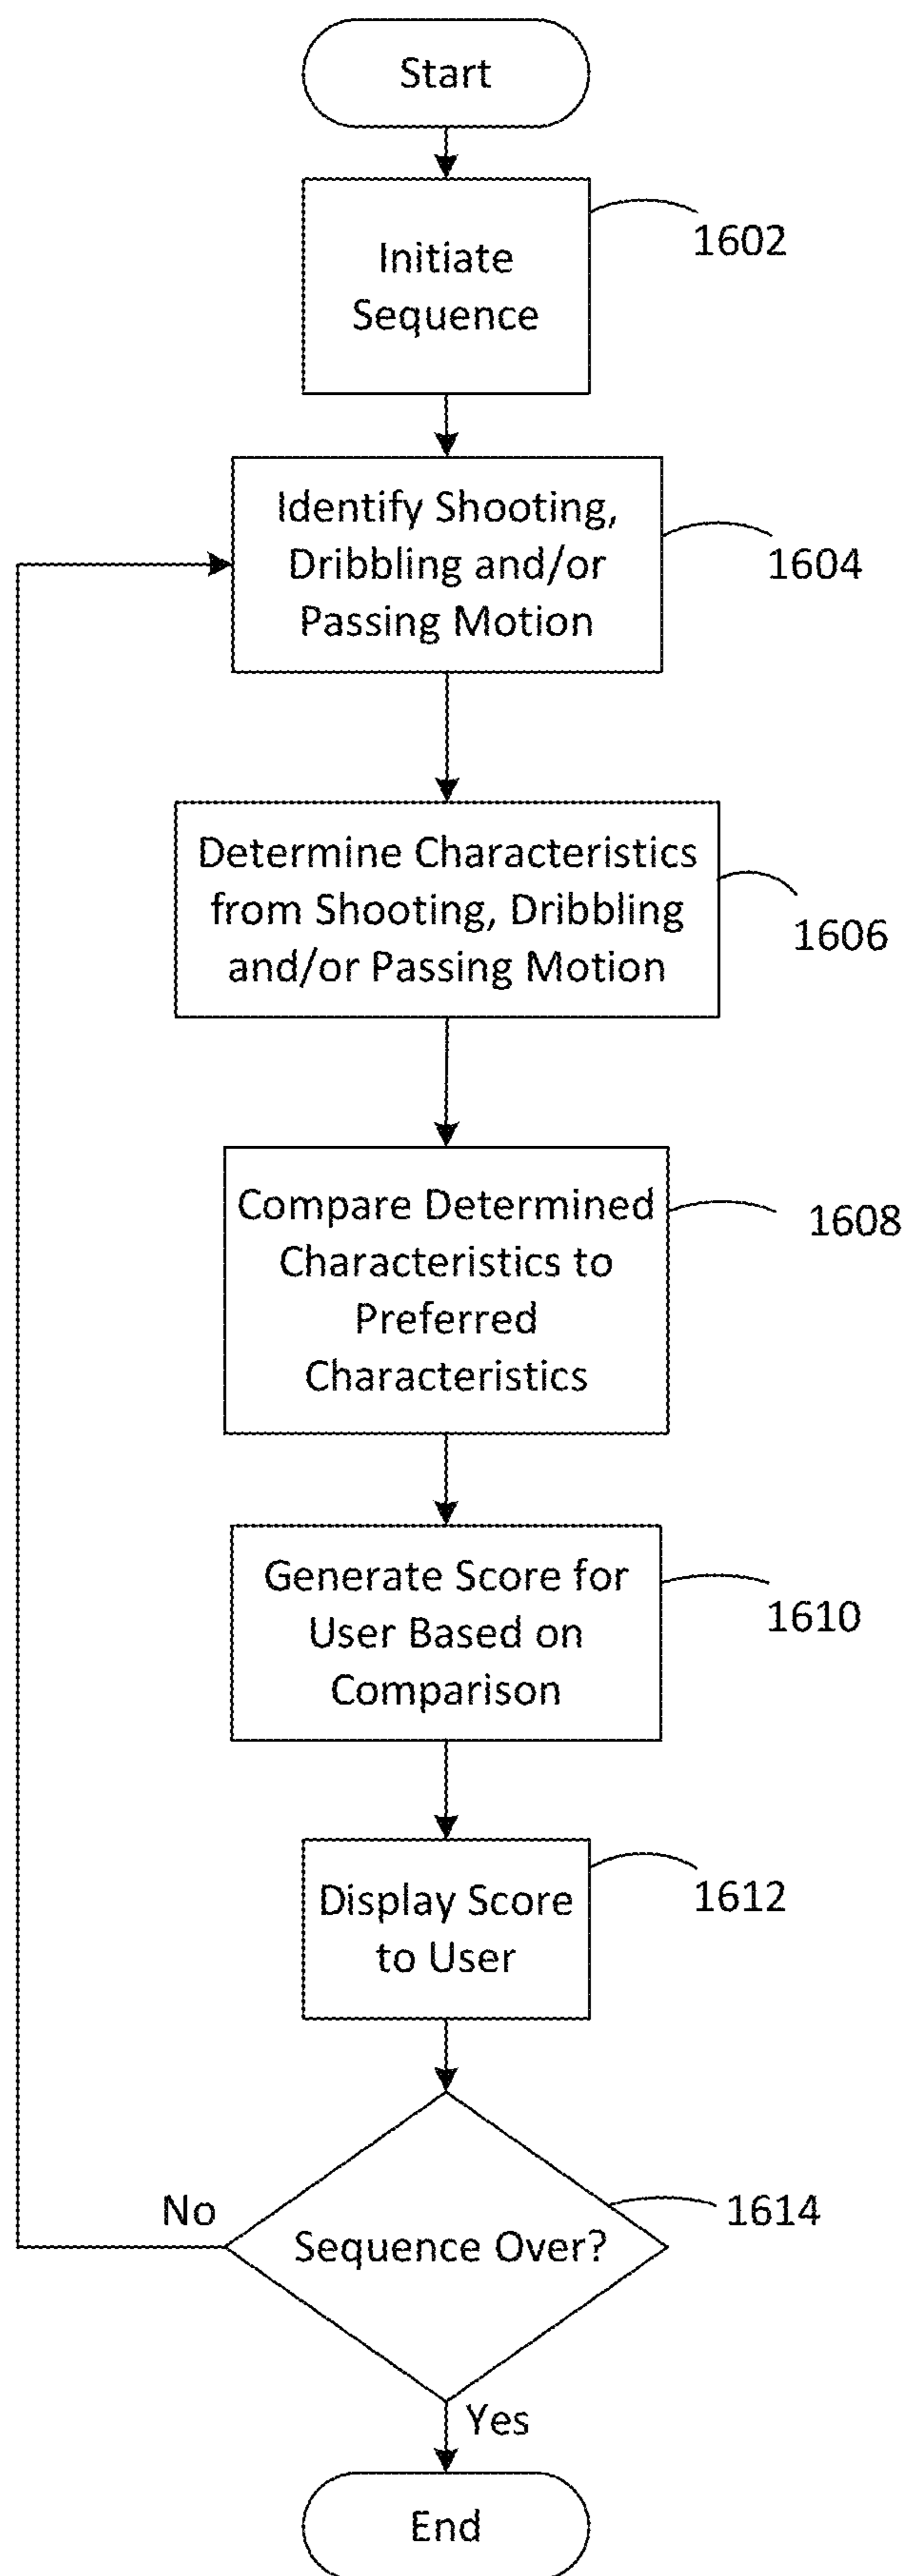 Start
Initiate
Sequence
1602
Identify Shooting,
Dribbling and/or
Passing Motion
1604
Determine Characteristics
from Shooting, Dribbling
and/or Passing Motion
1606
Compare Determined
Characteristics to
Preferred
Characteristics
1608
Generate Score for
User Based on
Comparison
1610
Display Score
to User
1612
Sequence Over?
1614
No
Yes
End